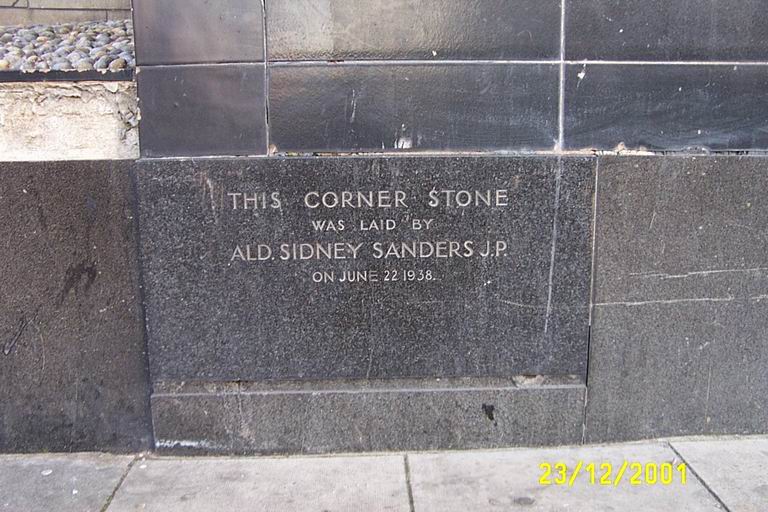 THIS CORNER STONE
WAS LAID BY
ALD. SIDNEY SANDERS J.P.
ON JUNE 22 1938.
23/12/2001